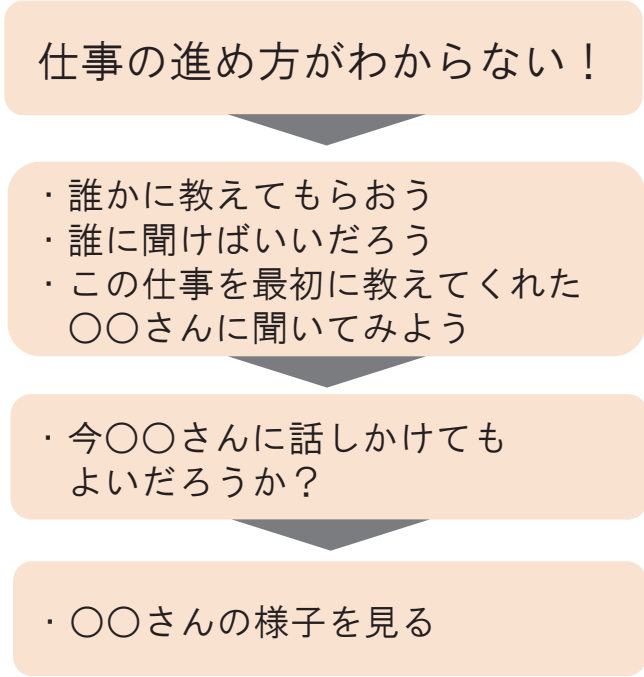 仕事の進め方がわからない！
・誰かに教えてもらおう
・誰に聞けばいいだろう
・この仕事を最初に教えてくれた
○○さんに聞いてみよう
・今○○さんに話しかけても
よいだろうか？
・○○さんの様子を見る